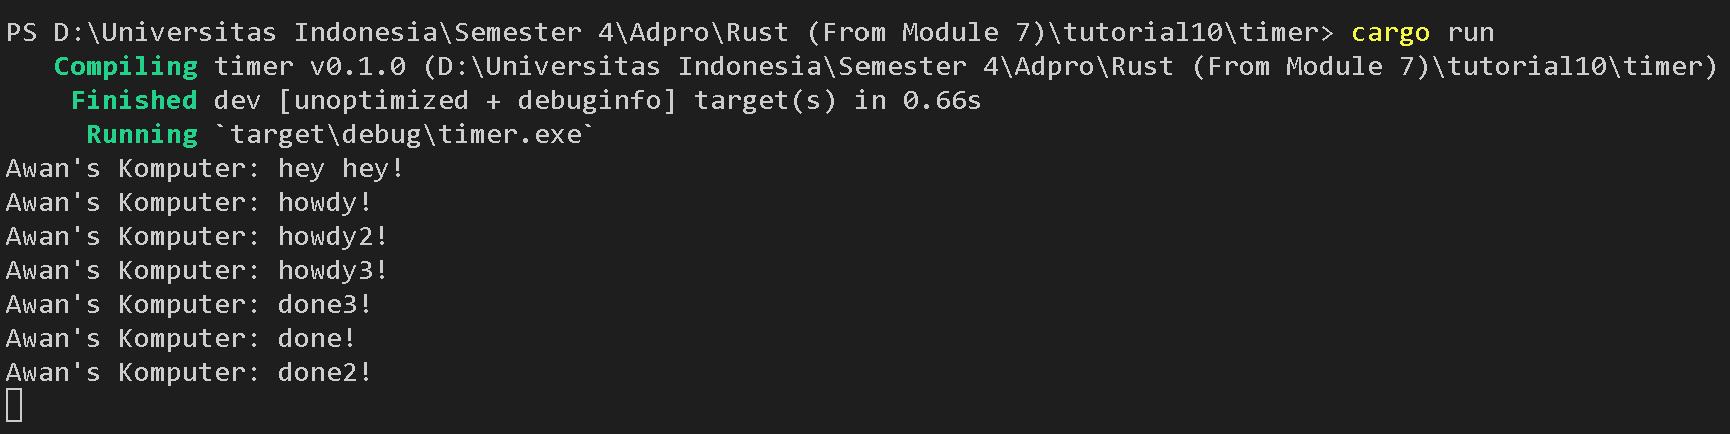 PS D:\Universitas Indonesia\Semester 4\Adpro\Rust (From Module 7)\tutorial10\timer> cargo run
Compiling timer v0.1.0 (D:\Universitas Indonesia\Semester 4\Adpro\Rust (From Module 7)\tutorial10\timer)
Finished dev [unoptimized + debuginfo] target(s) in 0.66s
Running `target\debug\timer.exe`
Awan's Komputer: hey hey!
Awan's Komputer: howdy!
Awan's Komputer: howdy2!
Awan's Komputer: howdy3!
Awan's Komputer: done3!
Awan's Komputer: done!
Awan's Komputer: done2!